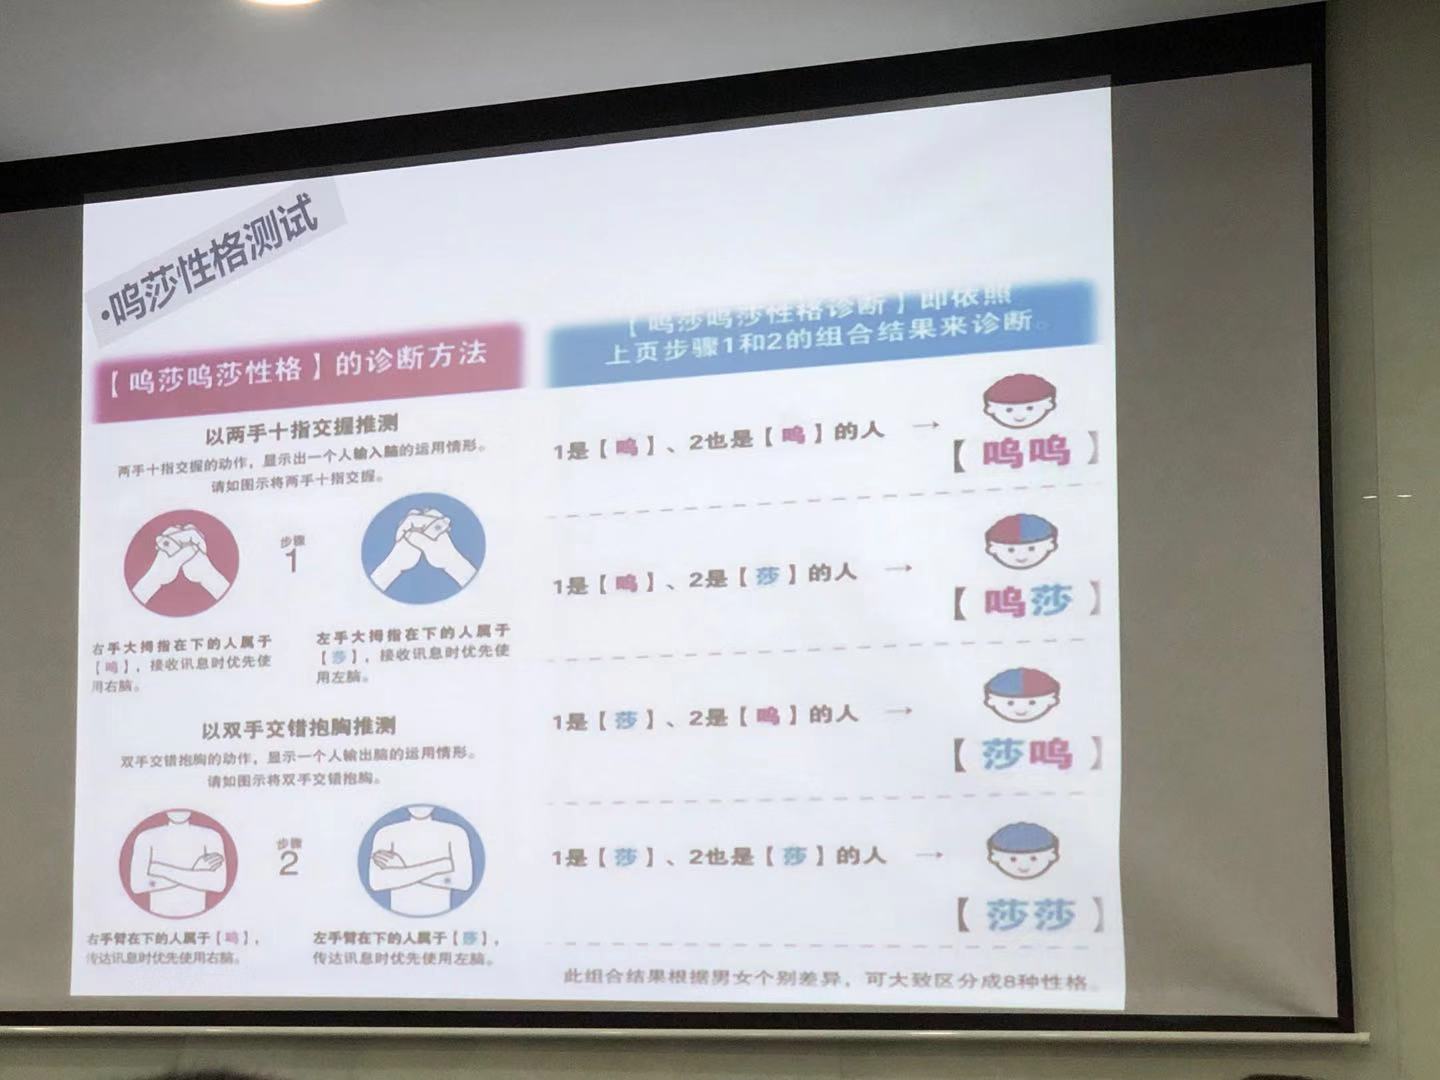 •呜莎性格测试
【呜莎呜莎性格】的诊断方法
以两手十指交握推测
两手十指交握的动作，显示出一个人输入脑的运用情形。
请如图示将两手十指交握。
步骤
1
右手大拇指在下的人属于
【呜】，接收讯息时优先使
用右脑。
左手大拇指在下的人属于
【莎】，接收讯息时优先使
用左脑。
以双手交错抱胸推测
双手交错抱胸的动作，显示一个人输出脑的运用情形。
请如图示将双手交错抱胸。
步骤
2
右手臂在下的人属于【呜】，
传达讯息时优先使用右脑。
左手臂在下的人属于【莎】，
传达讯息时优先使用左脑。
【呜莎呜莎性格诊断】即依照
上页步骤1和2的组合结果来诊断。
1是【呜】、2也是【呜】的人 →
【呜呜】
1是【呜】、2是【莎】的人 →
【呜莎】
1是【莎】、2是【呜】的人 →
【莎呜】
1是【莎】、2也是【莎】的人 →
【莎莎】
此组合结果根据男女个别差异，可大致区分成8种性格。